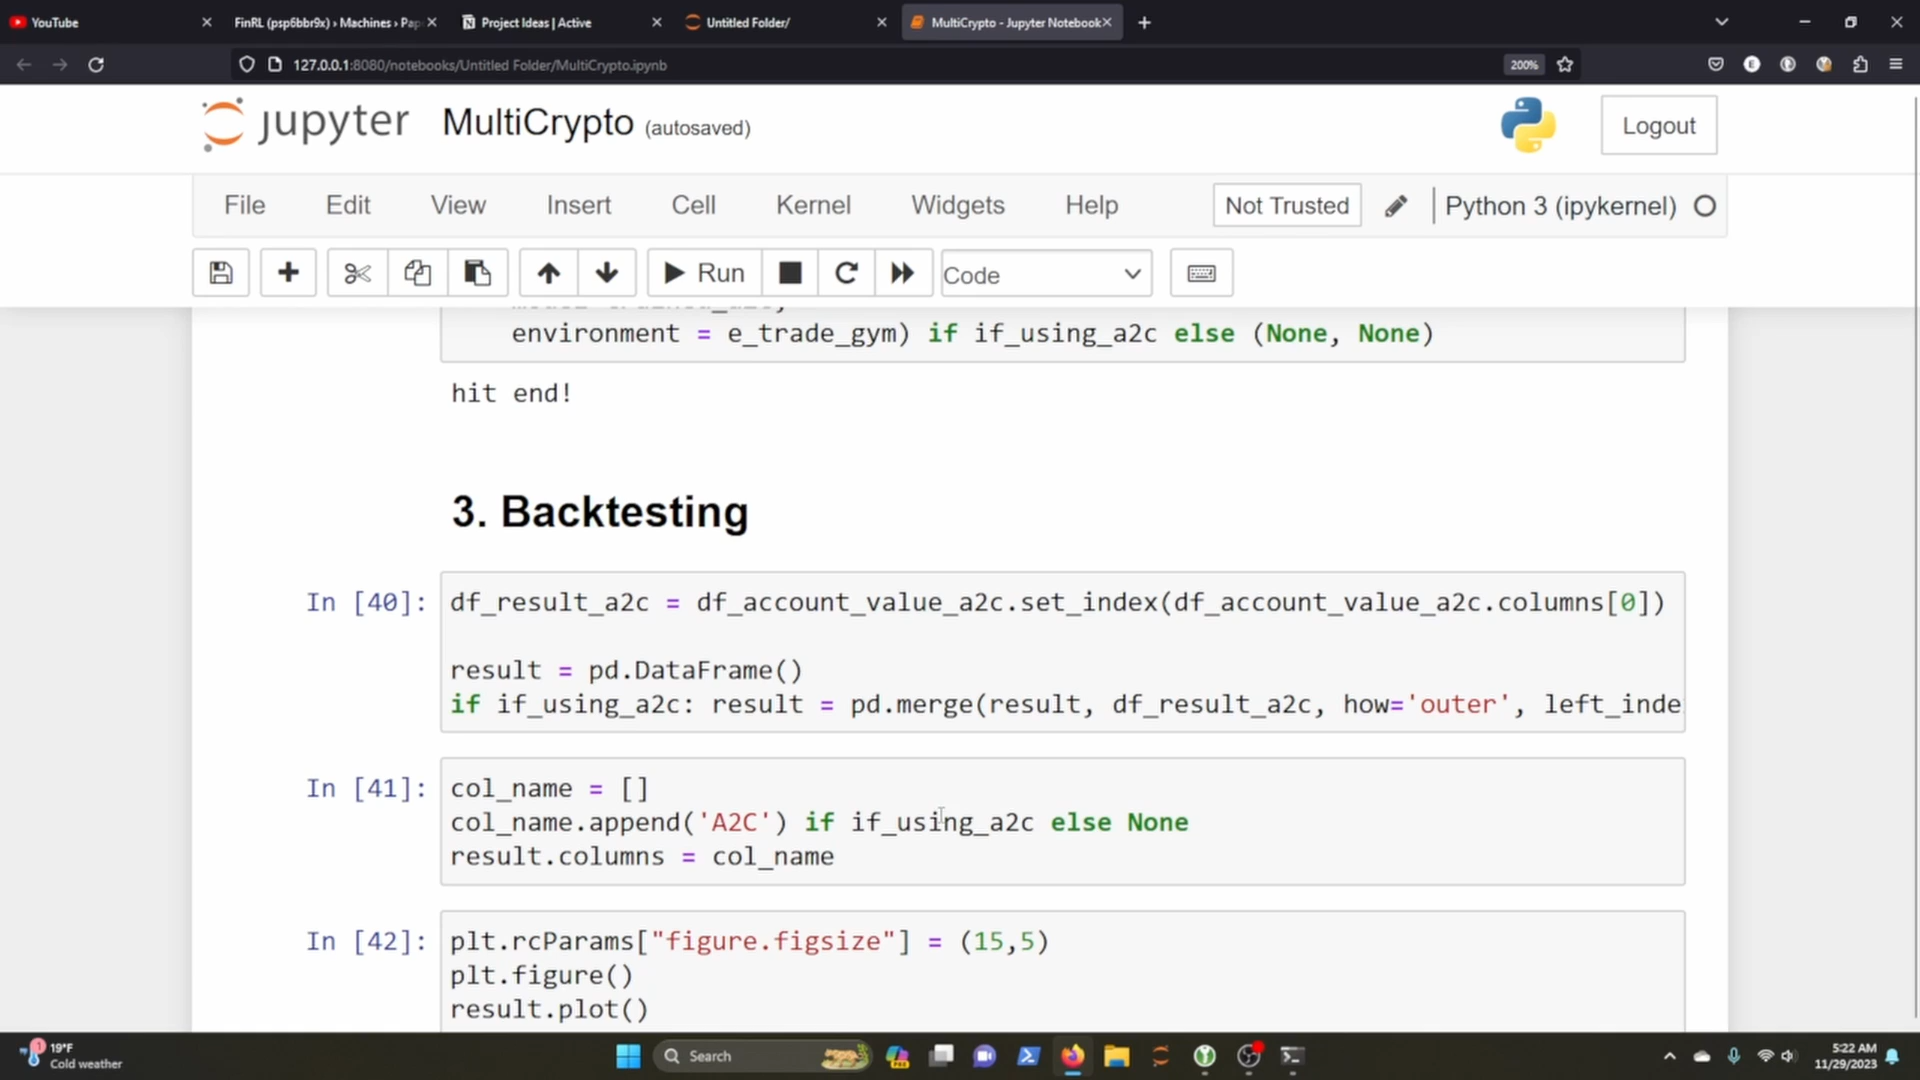 YouTube
FinRL (psp6bbr9x) › Machines › Pap
Project Ideas | Active
Untitled Folder/
MultiCrypto - Jupyter Notebook
127.0.0.1:8080/notebooks/Untitled Folder/MultiCrypto.ipynb
200%
jupyter MultiCrypto (autosaved)
Logout
File Edit View Insert Cell Kernel Widgets Help
Not Trusted
Python 3 (ipykernel)
Run
Code
environment = e_trade_gym) if if_using_a2c else (None, None)
hit end!
3. Backtesting
In [40]: df_result_a2c = df_account_value_a2c.set_index(df_account_value_a2c.columns[0])
result = pd.DataFrame()
if if_using_a2c: result = pd.merge(result, df_result_a2c, how='outer', left_inde
In [41]: col_name = []
col_name.append('A2C') if if_using_a2c else None
result.columns = col_name
In [42]: plt.rcParams["figure.figsize"] = (15,5)
plt.figure()
result.plot()
1
19°F
Cold weather
Search
5:22 AM
11/29/2023